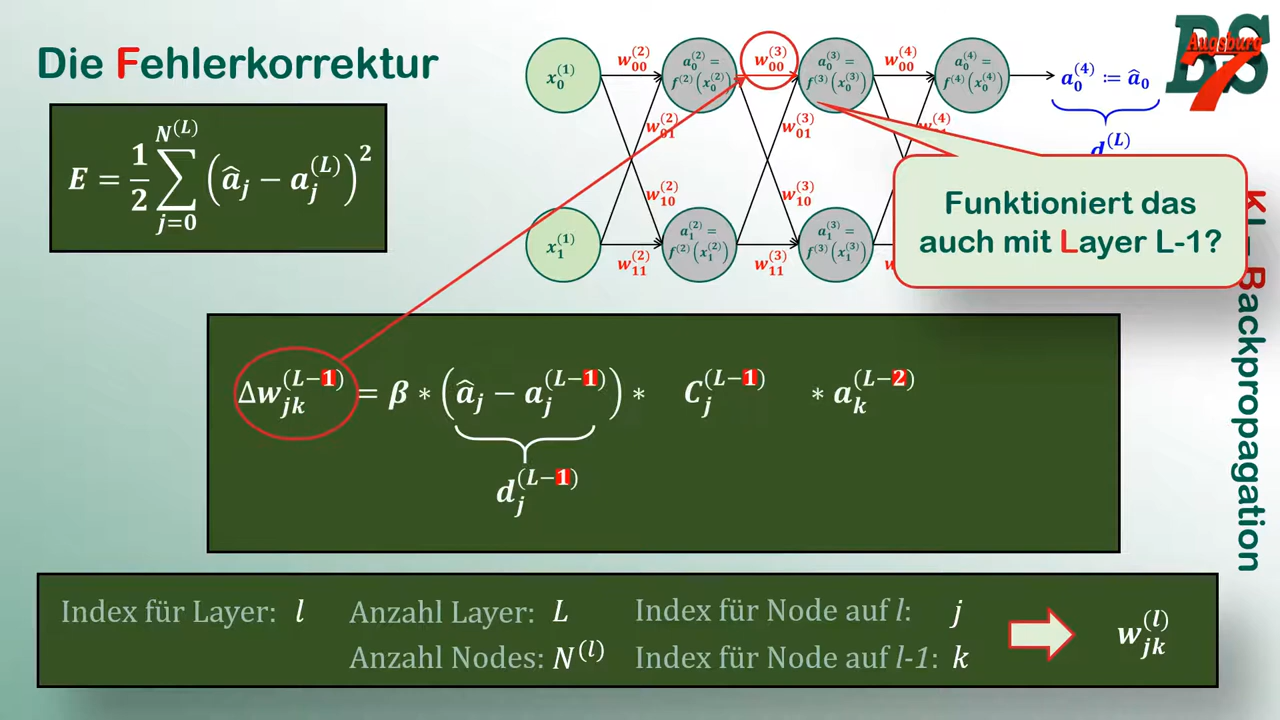 Die Fehlerkorrektur
E = 1/2 ∑_{j=0}^{N^(L)} (â_j − a_j^(L))^2
x_0^(1)
w_00^(2)
a_0^(2) =
f^(2)(x_0^(2))
w_00^(3)
a_0^(3) =
f^(3)(x_0^(3))
w_00^(4)
a_0^(4) =
f^(4)(x_0^(4))
a_0^(4) := â_0
d^(L)
w_01^(2)
w_01^(3)
w_10^(2)
w_10^(3)
x_1^(1)
w_11^(2)
a_1^(2) =
f^(2)(x_1^(2))
w_11^(3)
a_1^(3) =
f^(3)(x_1^(3))
Augsburg
BS
7
Funktioniert das
auch mit Layer L-1?
KI – Backpropagation
Δw_jk^(L−1) = β ∗ (â_j − a_j^(L−1)) ∗ C_j^(L−1) ∗ a_k^(L−2)
d_j^(L−1)
Index für Layer: l Anzahl Layer: L Index für Node auf l: j
Anzahl Nodes: N^(l) Index für Node auf l-1: k
w_jk^(l)